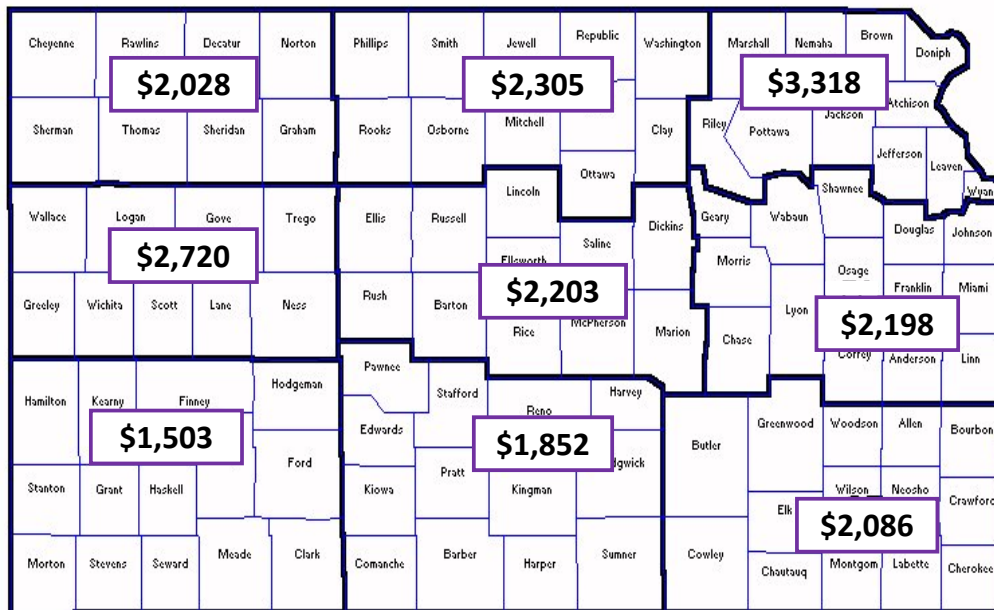 Cheyenne Rawlins Decatur Norton Phillips Smith Jewell Republic Washington Marshall Nemaha Brown Doniph
$2,028 $2,305 $3,318
Sherman Thomas Sheridan Graham Rooks Osborne Mitchell Clay Riley Pottawa Jackson Atchison
Ottawa Jefferson Leaven Wyan
Wallace Logan Gove Trego Ellis Russell Lincoln Saline Dickins Geary Wabaun Shawnee Douglas Johnson
$2,720 $2,203 $2,198
Ellsworth Morris Osage Franklin Miami
Greeley Wichita Scott Lane Ness Rush Barton Rice McPherson Marion Chase Lyon Coffey Anderson Linn
Hamilton Kearny Finney Hodgeman Pawnee Stafford Reno Harvey Butler Greenwood Woodson Allen Bourbon
$1,503 $1,852 $2,086
Edwards dgwick
Stanton Grant Haskell Ford Kiowa Pratt Kingman Elk Wilson Neosho Crawford
Morton Stevens Seward Meade Clark Comanche Barber Harper Sumner Cowley Chautauq Montgom Labette Cherokee